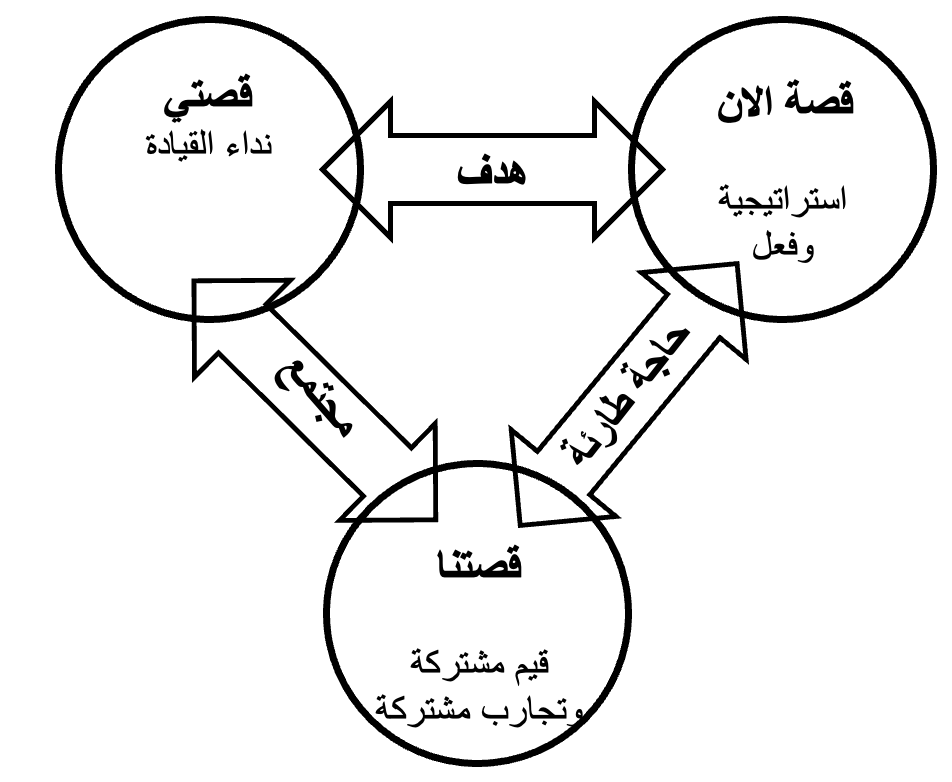 قصة الان
استراتيجية
وفعل
هدف
قصتي
نداء القيادة
حاجة طارئة
مجتمع
قصتنا
قيم مشتركة
وتجارب مشتركة